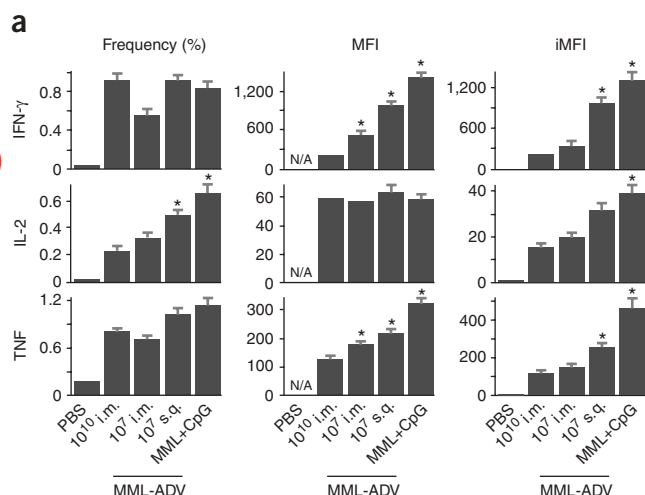 a
Frequency (%) MFI iMFI
IFN-γ
0.8
0.4
0
1,200
600
0
N/A
* * *
1,200
600
0
* *
IL-2
0.6
0.4
0.2
0
* *
60
40
20
0
N/A
40
20
0
*
TNF
1.2
0.6
0
300
200
100
0
N/A
* * *
400
200
0
* *
PBS
10¹⁰ i.m.
10⁷ i.m.
10⁷ s.q.
MML+CpG
MML-ADV
PBS
10¹⁰ i.m.
10⁷ i.m.
10⁷ s.q.
MML+CpG
MML-ADV
PBS
10¹⁰ i.m.
10⁷ i.m.
10⁷ s.q.
MML+CpG
MML-ADV